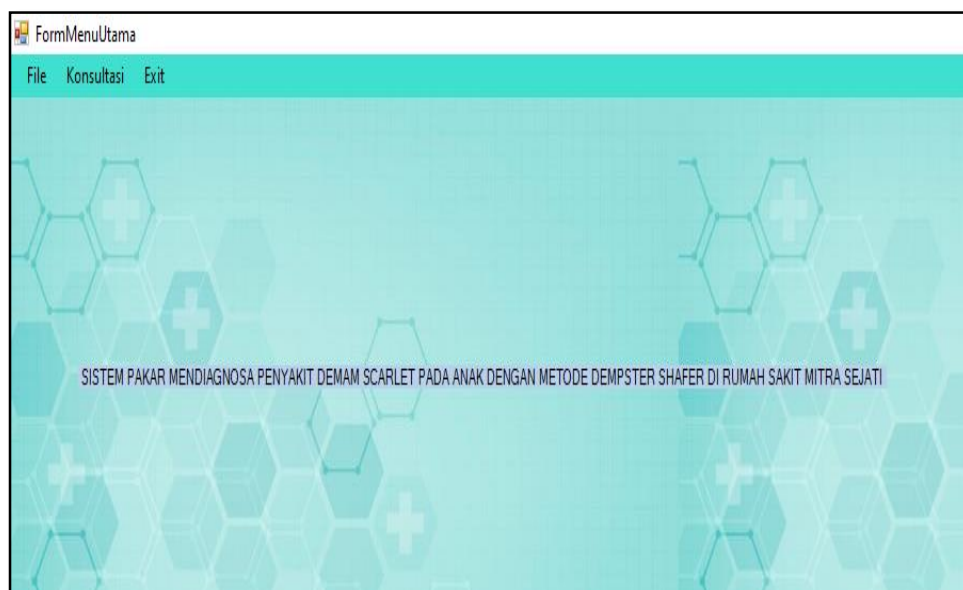 FormMenuUtama
File Konsultasi Exit
SISTEM PAKAR MENDIAGNOSA PENYAKIT DEMAM SCARLET PADA ANAK DENGAN METODE DEMPSTER SHAFER DI RUMAH SAKIT MITRA SEJATI